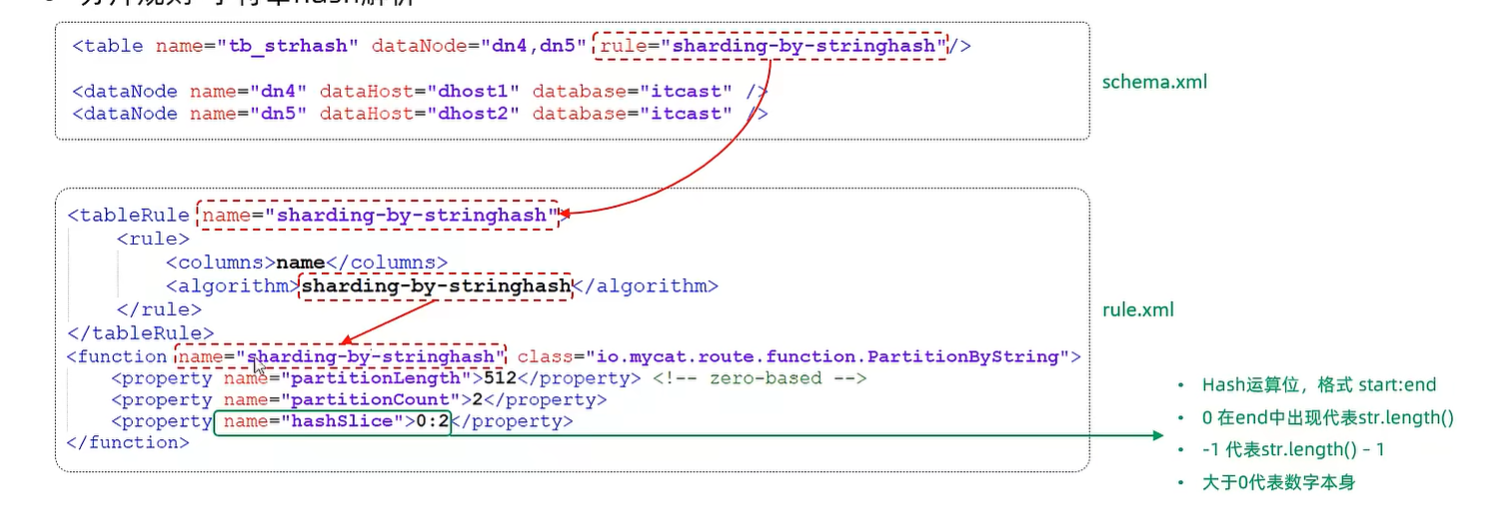 • 分片规则-字符串hash解析
<table name="tb_strhash" dataNode="dn4,dn5" rule="sharding-by-stringhash"/>
<dataNode name="dn4" dataHost="dhost1" database="itcast" />
<dataNode name="dn5" dataHost="dhost2" database="itcast" />
schema.xml
<tableRule name="sharding-by-stringhash">
<rule>
<columns>name</columns>
<algorithm>sharding-by-stringhash</algorithm>
</rule>
</tableRule>
<function name="sharding-by-stringhash" class="io.mycat.route.function.PartitionByString">
<property name="partitionLength">512</property> <!-- zero-based -->
<property name="partitionCount">2</property>
<property name="hashSlice">0:2</property>
</function>
rule.xml
• Hash运算位，格式 start:end
• 0 在end中出现代表str.length()
• -1 代表str.length() – 1
• 大于0代表数字本身